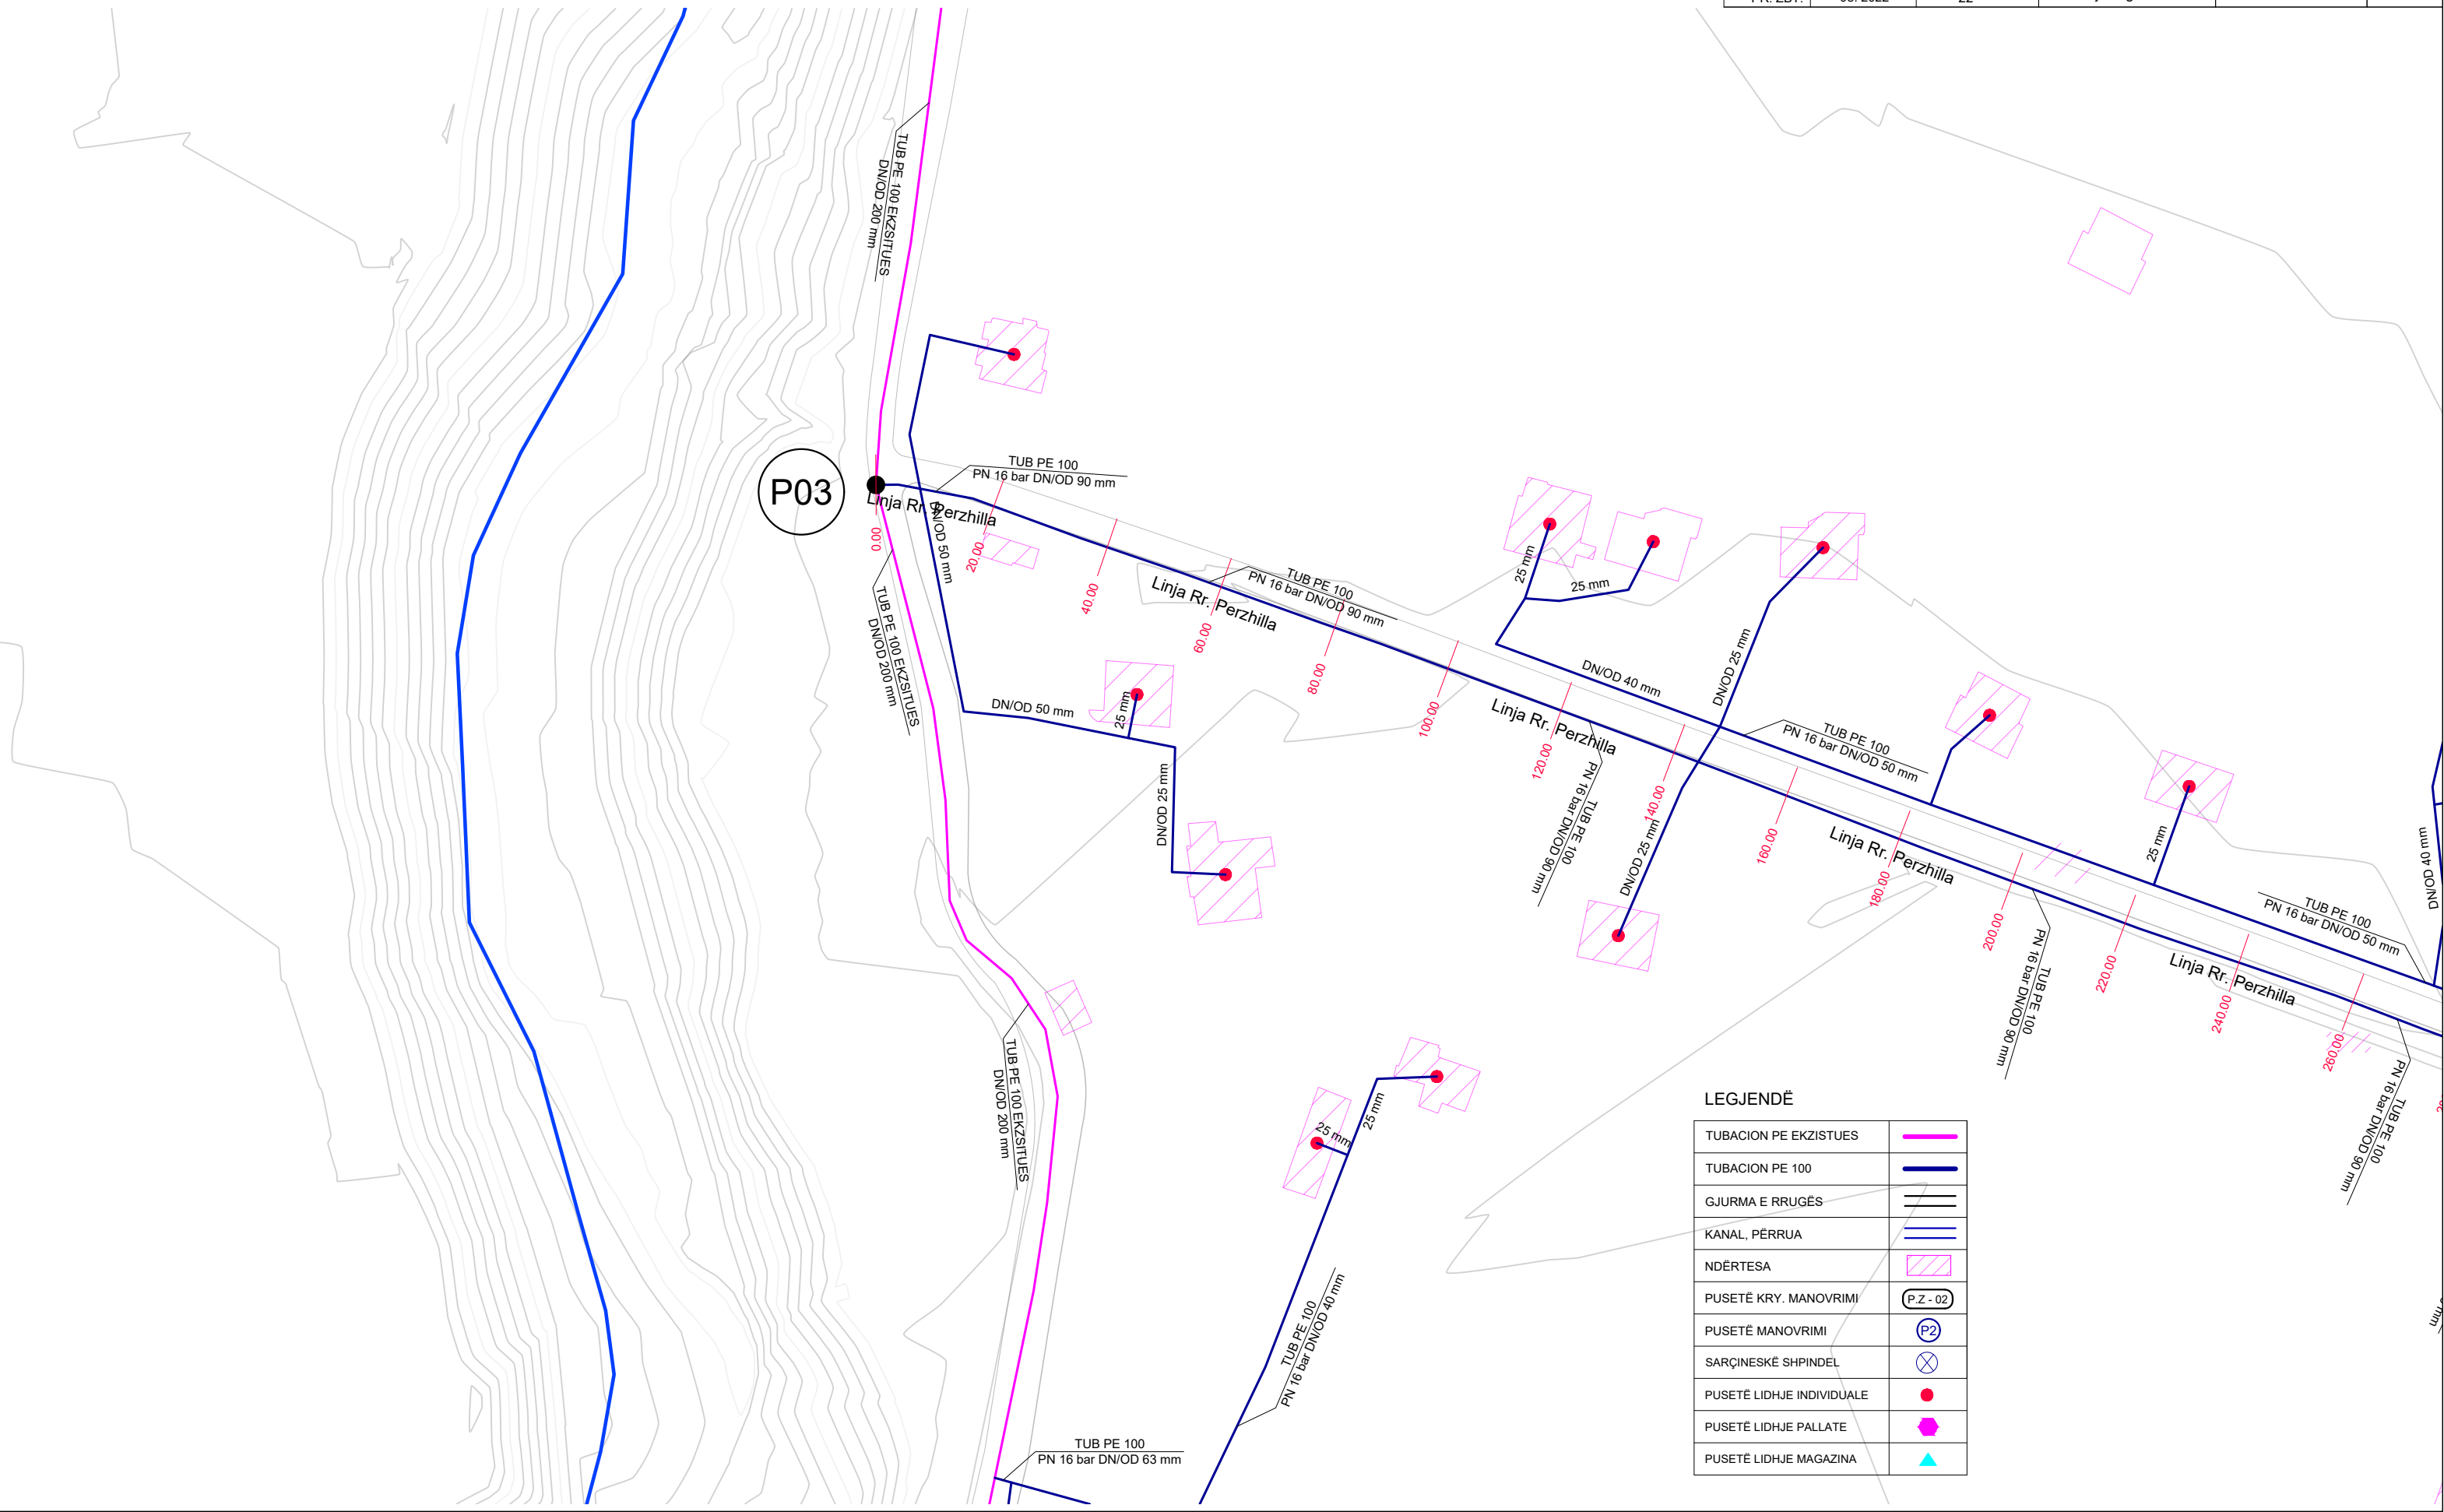 TUB PE 100 EKZSITUES
DN/OD 200 mm
P03
TUB PE 100
PN 16 bar DN/OD 90 mm
Linja Rr. Perzhilla
DN/OD 50 mm
0.00
20.00
40.00
60.00
80.00
100.00
120.00
140.00
160.00
180.00
200.00
220.00
240.00
260.00
TUB PE 100 EKZSITUES
DN/OD 200 mm
Linja Rr. Perzhilla
TUB PE 100
PN 16 bar DN/OD 90 mm
25 mm
25 mm
DN/OD 40 mm
DN/OD 25 mm
DN/OD 50 mm
25 mm
DN/OD 25 mm
Linja Rr. Perzhilla
TUB PE 100
PN 16 bar DN/OD 90 mm
DN/OD 25 mm
TUB PE 100
PN 16 bar DN/OD 50 mm
Linja Rr. Perzhilla
25 mm
DN/OD 40 mm
TUB PE 100
PN 16 bar DN/OD 50 mm
TUB PE 100
PN 16 bar DN/OD 90 mm
Linja Rr. Perzhilla
TUB PE 100
PN 16 bar DN/OD 90 mm
TUB PE 100 EKZSITUES
DN/OD 200 mm
25 mm
25 mm
TUB PE 100
PN 16 bar DN/OD 40 mm
TUB PE 100
PN 16 bar DN/OD 63 mm
LEGJENDË
TUBACION PE EKZISTUES
TUBACION PE 100
GJURMA E RRUGËS
KANAL, PËRRUA
NDËRTESA
PUSETË KRY. MANOVRIMI P.Z - 02
PUSETË MANOVRIMI P2
SARÇINESKË SHPINDEL
PUSETË LIDHJE INDIVIDUALE
PUSETË LIDHJE PALLATE
PUSETË LIDHJE MAGAZINA